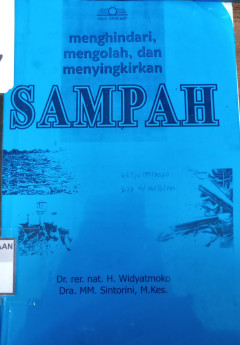 menghindari,
mengolah, dan
menyingkirkan
SAMPAH
Dr. rer. nat. H. Widyatmoko
Dra. MM. Sintorini, M.Kes.